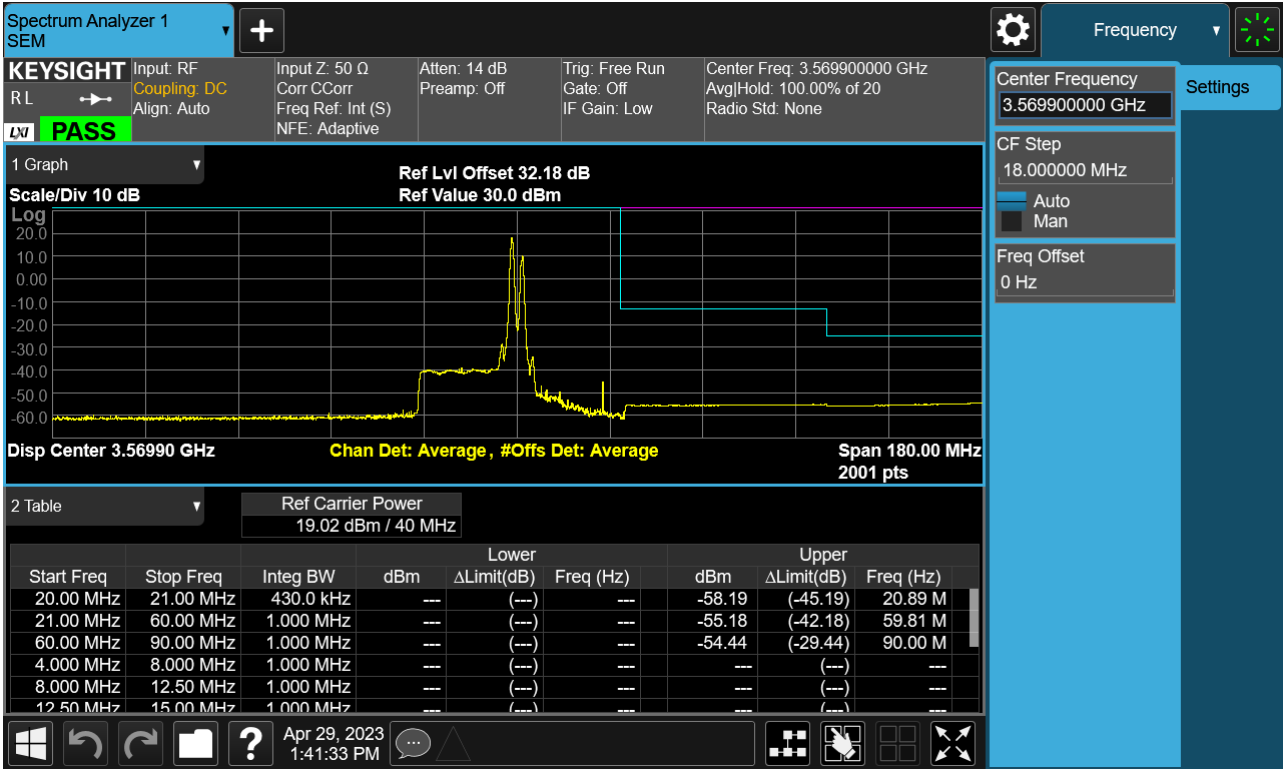 Spectrum Analyzer 1
SEM
Frequency
KEYSIGHT
R L
LXI
PASS
Input: RF
Coupling: DC
Align: Auto
Input Z: 50 Ω
Corr CCorr
Freq Ref: Int (S)
NFE: Adaptive
Atten: 14 dB
Preamp: Off
Trig: Free Run
Gate: Off
IF Gain: Low
Center Freq: 3.569900000 GHz
Avg|Hold: 100.00% of 20
Radio Std: None
Center Frequency
3.569900000 GHz
Settings
CF Step
18.000000 MHz
Auto
Man
Freq Offset
0 Hz
1 Graph
Scale/Div 10 dB
Ref Lvl Offset 32.18 dB
Ref Value 30.0 dBm
Log
20.0
10.0
0.00
-10.0
-20.0
-30.0
-40.0
-50.0
-60.0
Disp Center 3.56990 GHz
Chan Det: Average , #Offs Det: Average
Span 180.00 MHz
2001 pts
2 Table
Ref Carrier Power
19.02 dBm / 40 MHz
Lower Upper
Start Freq Stop Freq Integ BW dBm ΔLimit(dB) Freq (Hz) dBm ΔLimit(dB) Freq (Hz)
20.00 MHz 21.00 MHz 430.0 kHz --- (---) --- -58.19 (-45.19) 20.89 M
21.00 MHz 60.00 MHz 1.000 MHz --- (---) --- -55.18 (-42.18) 59.81 M
60.00 MHz 90.00 MHz 1.000 MHz --- (---) --- -54.44 (-29.44) 90.00 M
4.000 MHz 8.000 MHz 1.000 MHz --- (---) --- --- (---) ---
8.000 MHz 12.50 MHz 1.000 MHz --- (---) --- --- (---) ---
12.50 MHz 15.00 MHz 1.000 MHz --- (---) --- --- (---) ---
Apr 29, 2023
1:41:33 PM